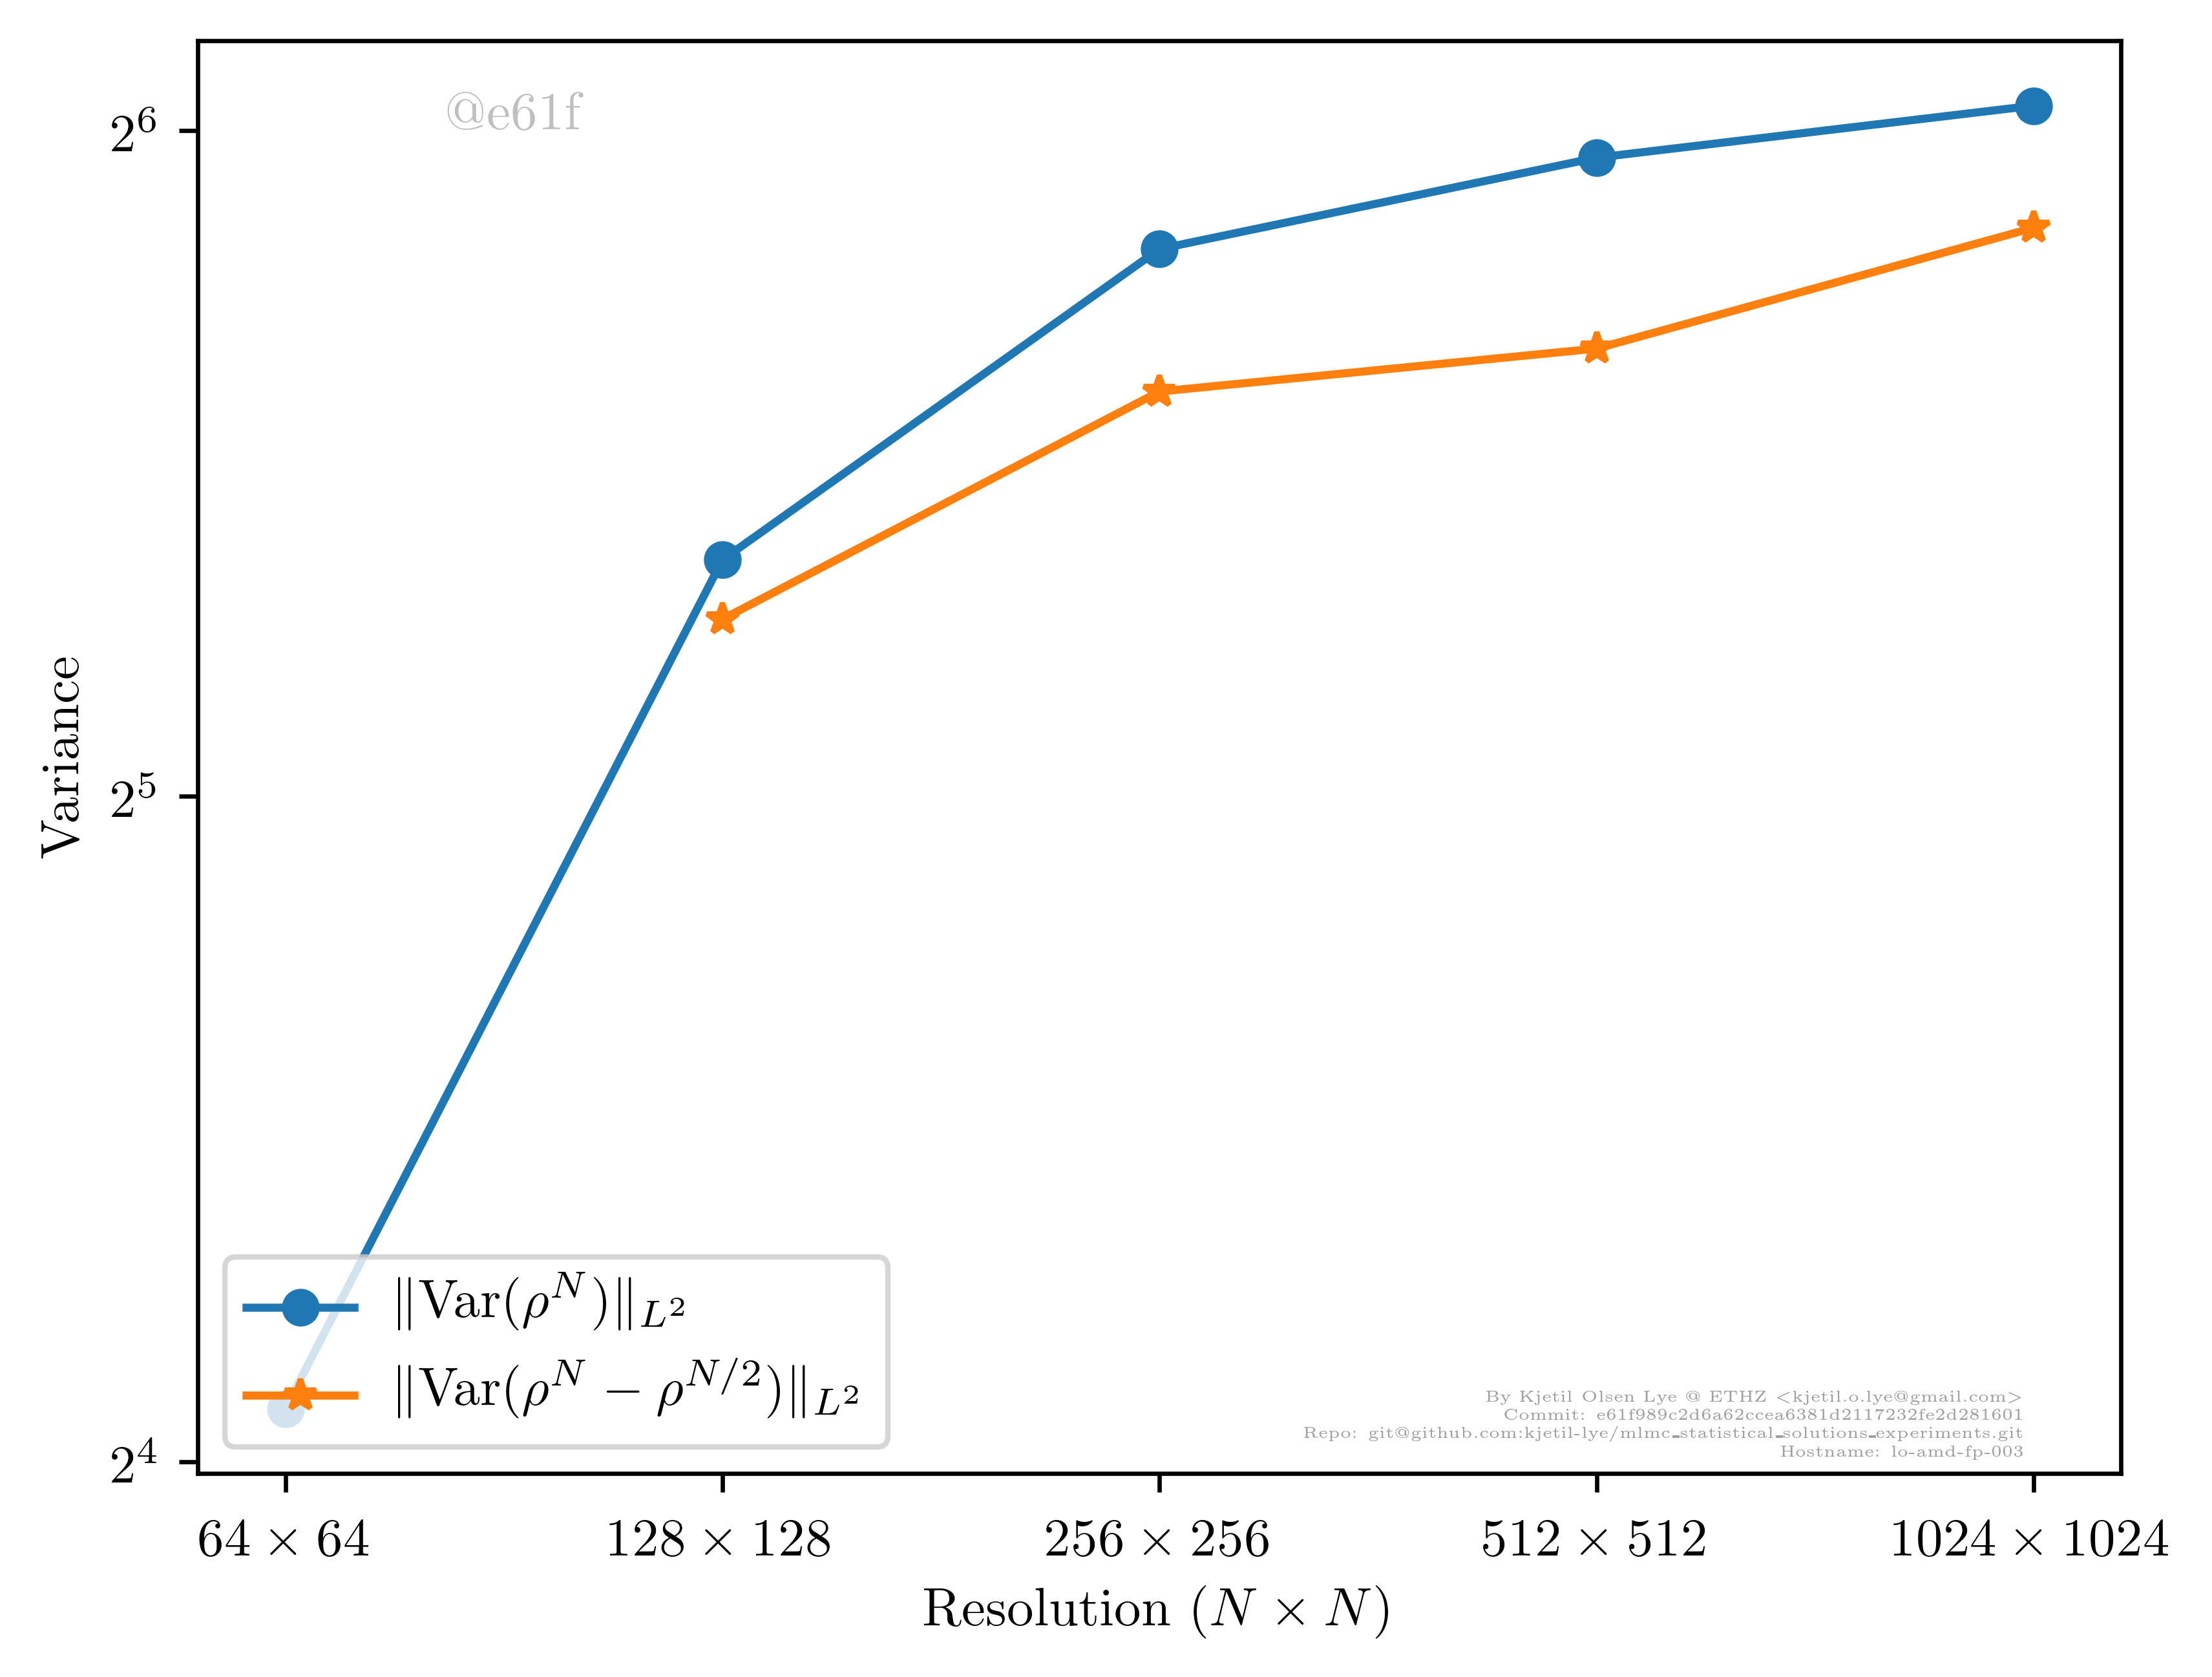 @e61f
2^6
2^5
2^4
Variance
‖Var(ρ^N)‖_{L^2}
‖Var(ρ^N − ρ^{N/2})‖_{L^2}
By Kjetil Olsen Lye @ ETHZ <kjetil.o.lye@gmail.com>
Commit: e61f989c2d6a62ccea6381d2117232fe2d281601
Repo: git@github.com:kjetil-lye/mlmc_statistical_solutions_experiments.git
Hostname: lo-amd-fp-003
64 × 64 128 × 128 256 × 256 512 × 512 1024 × 1024
Resolution (N × N)